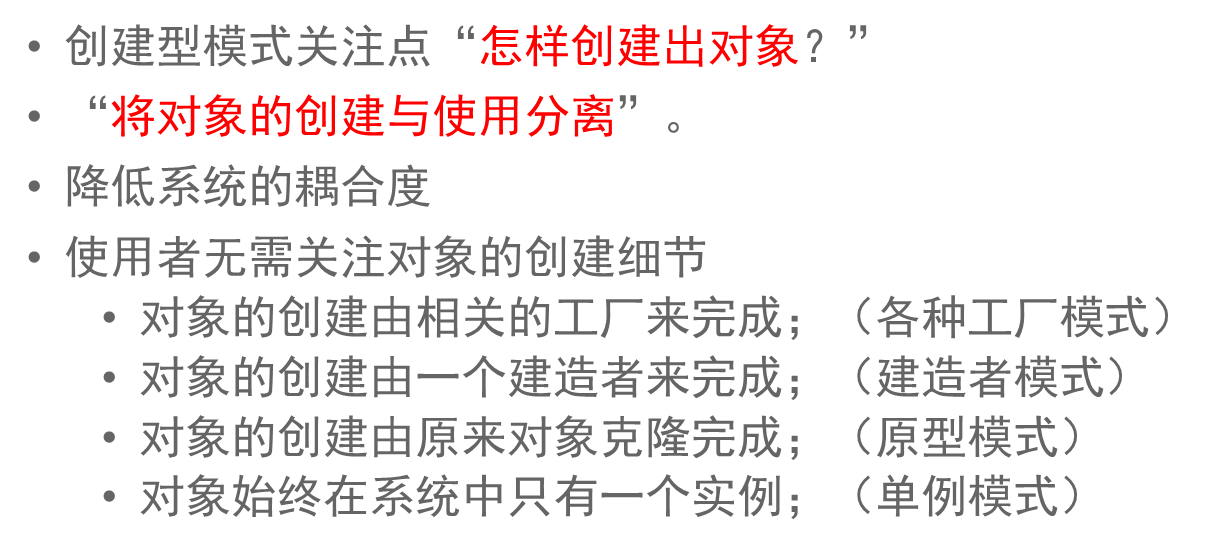 • 创建型模式关注点“怎样创建出对象？”
• “将对象的创建与使用分离”。
• 降低系统的耦合度
• 使用者无需关注对象的创建细节
• 对象的创建由相关的工厂来完成；（各种工厂模式）
• 对象的创建由一个建造者来完成；（建造者模式）
• 对象的创建由原来对象克隆完成；（原型模式）
• 对象始终在系统中只有一个实例；（单例模式）